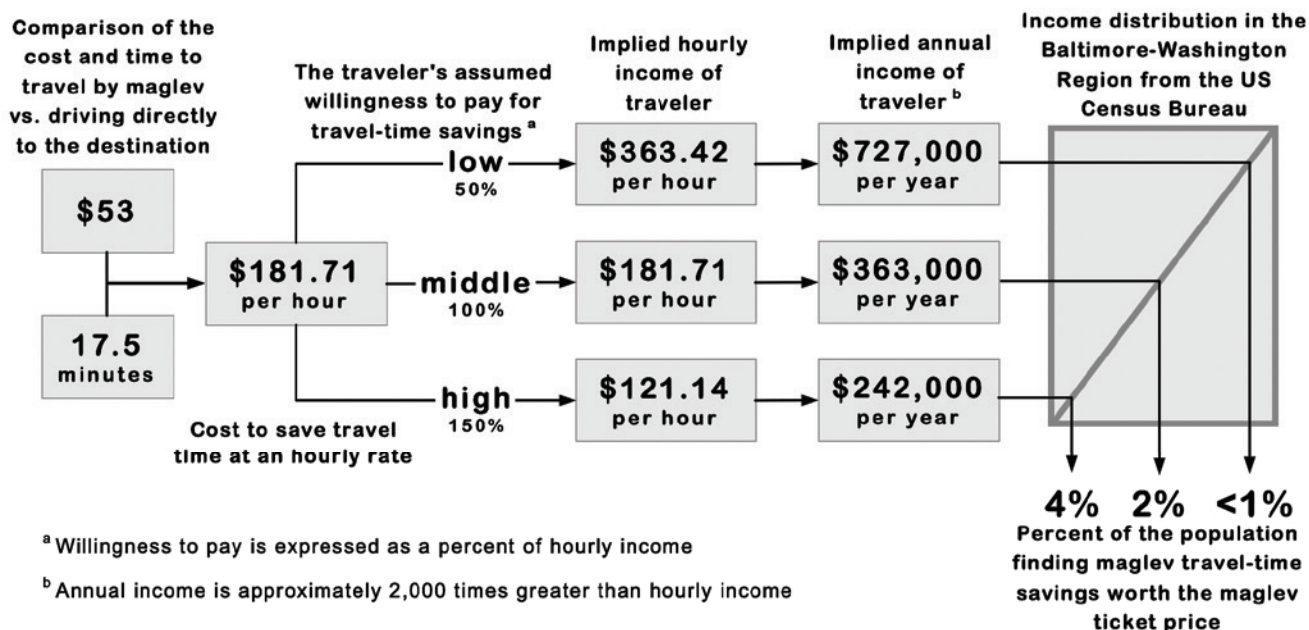 Comparison of the
cost and time to
travel by maglev
vs. driving directly
to the destination
$53
17.5
minutes
$181.71
per hour
Cost to save travel
time at an hourly rate
The traveler's assumed
willingness to pay for
travel-time savings a
low
50%
middle
100%
high
150%
Implied hourly
income of
traveler
$363.42
per hour
$181.71
per hour
$121.14
per hour
Implied annual
income of
traveler b
$727,000
per year
$363,000
per year
$242,000
per year
Income distribution in the
Baltimore-Washington
Region from the US
Census Bureau
4% 2% <1%
Percent of the population
finding maglev travel-time
savings worth the maglev
ticket price
a Willingness to pay is expressed as a percent of hourly income
b Annual income is approximately 2,000 times greater than hourly income